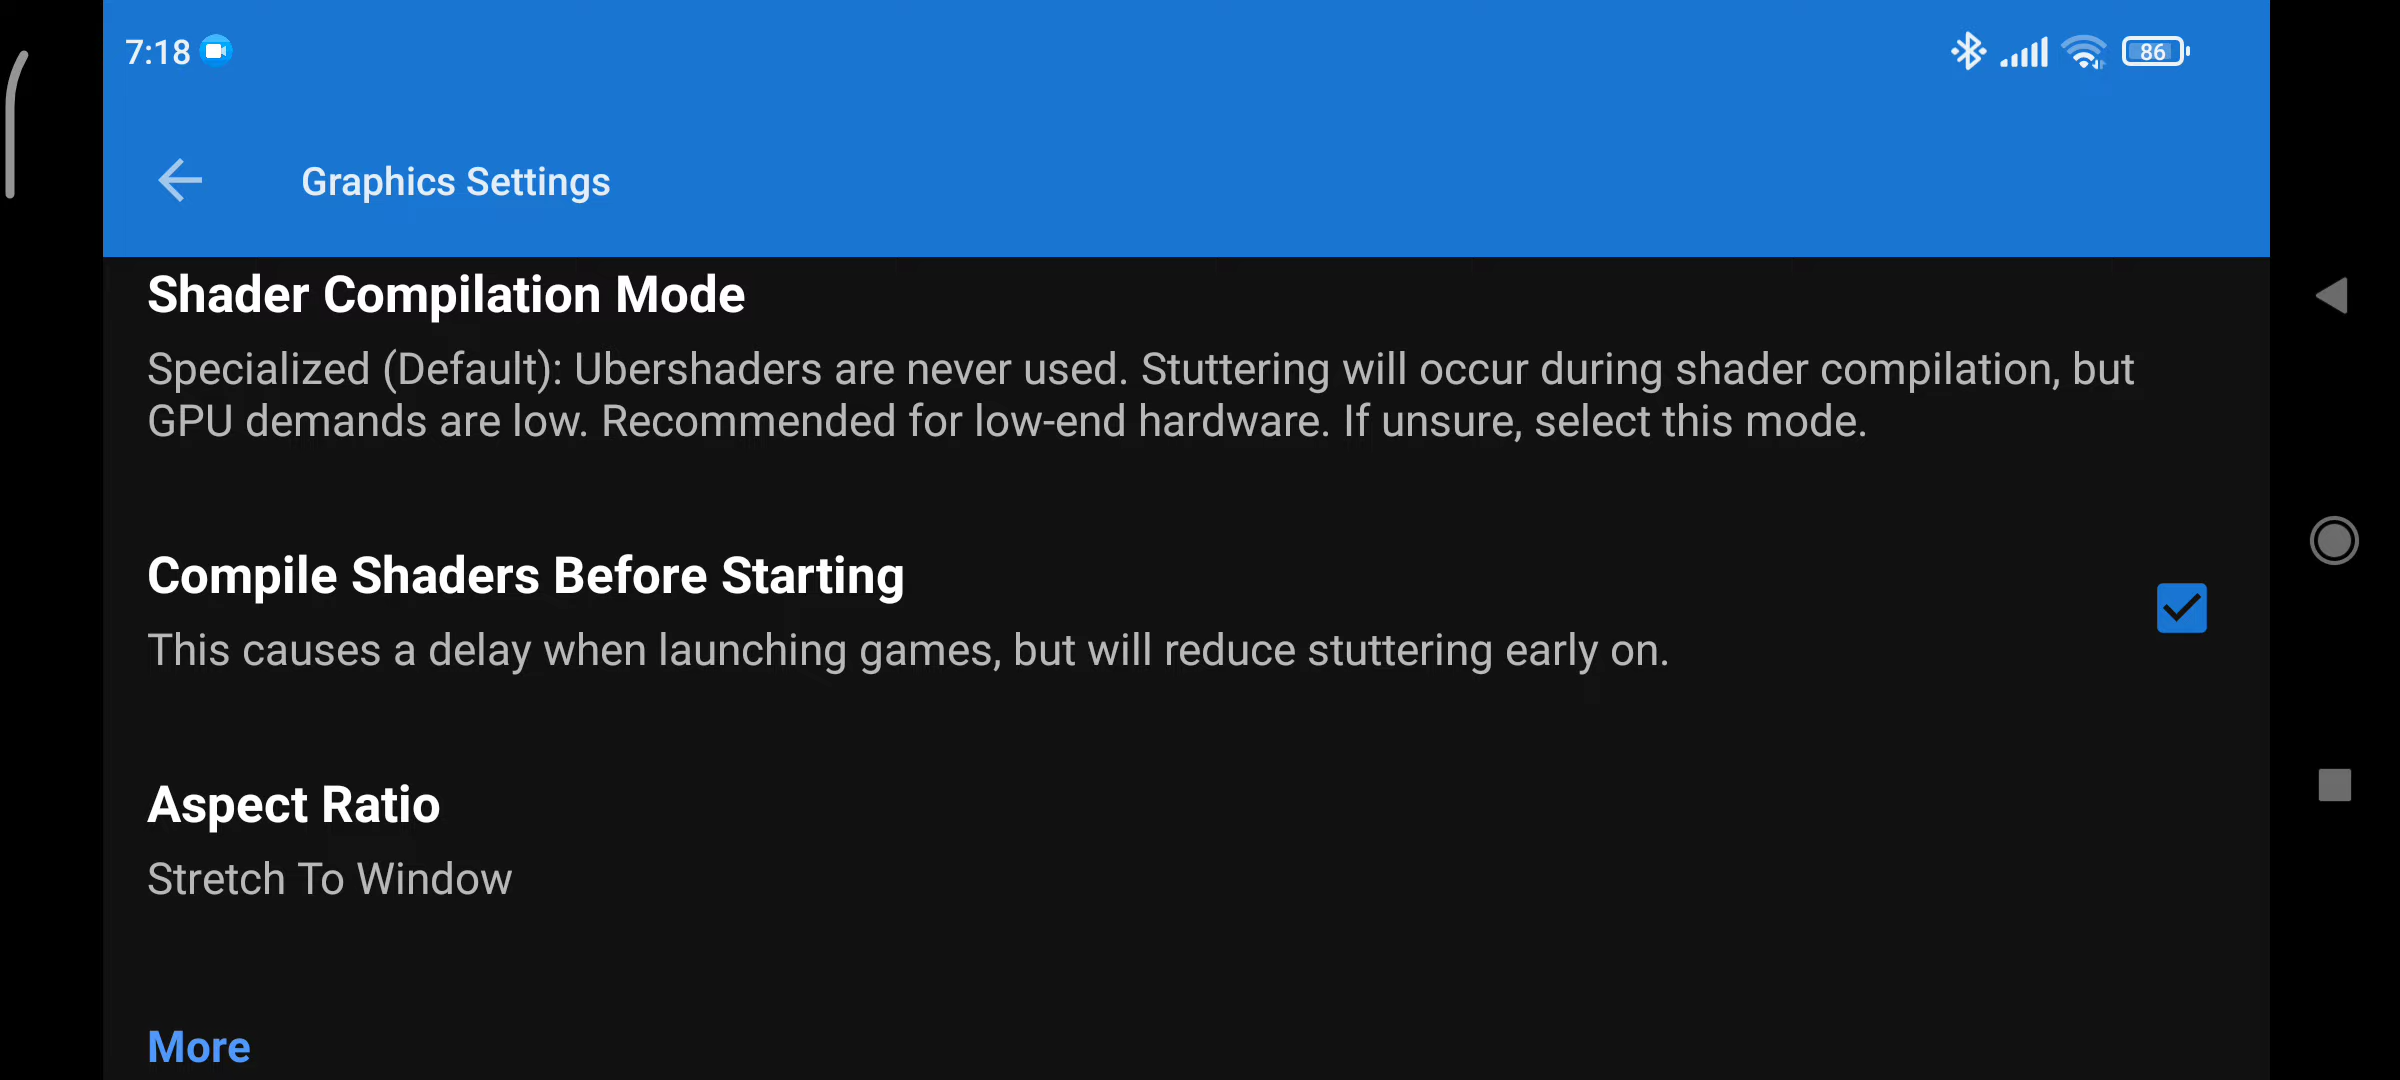 7:18
86
Graphics Settings
Shader Compilation Mode
Specialized (Default): Ubershaders are never used. Stuttering will occur during shader compilation, but
GPU demands are low. Recommended for low-end hardware. If unsure, select this mode.
Compile Shaders Before Starting
This causes a delay when launching games, but will reduce stuttering early on.
Aspect Ratio
Stretch To Window
More